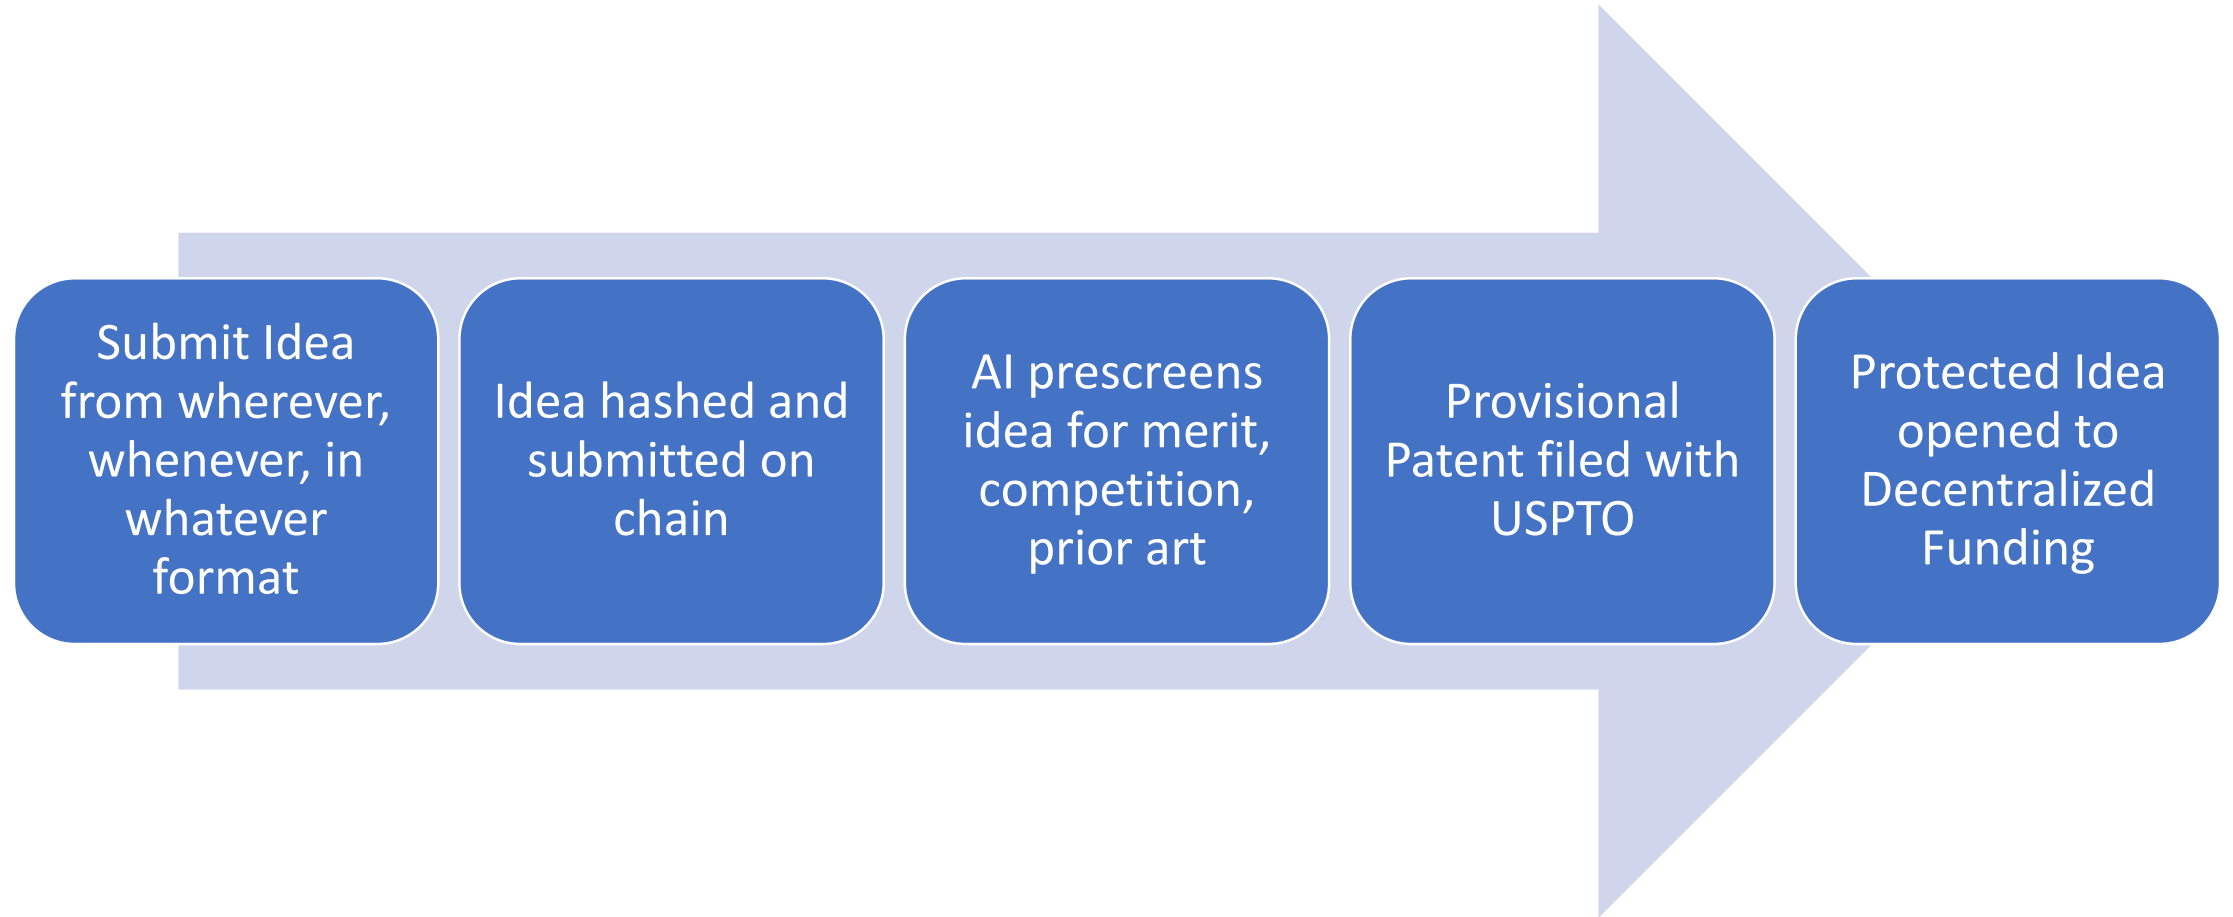 Submit Idea
from wherever,
whenever, in
whatever
format
Idea hashed and
submitted on
chain
AI prescreens
idea for merit,
competition,
prior art
Provisional
Patent filed with
USPTO
Protected Idea
opened to
Decentralized
Funding